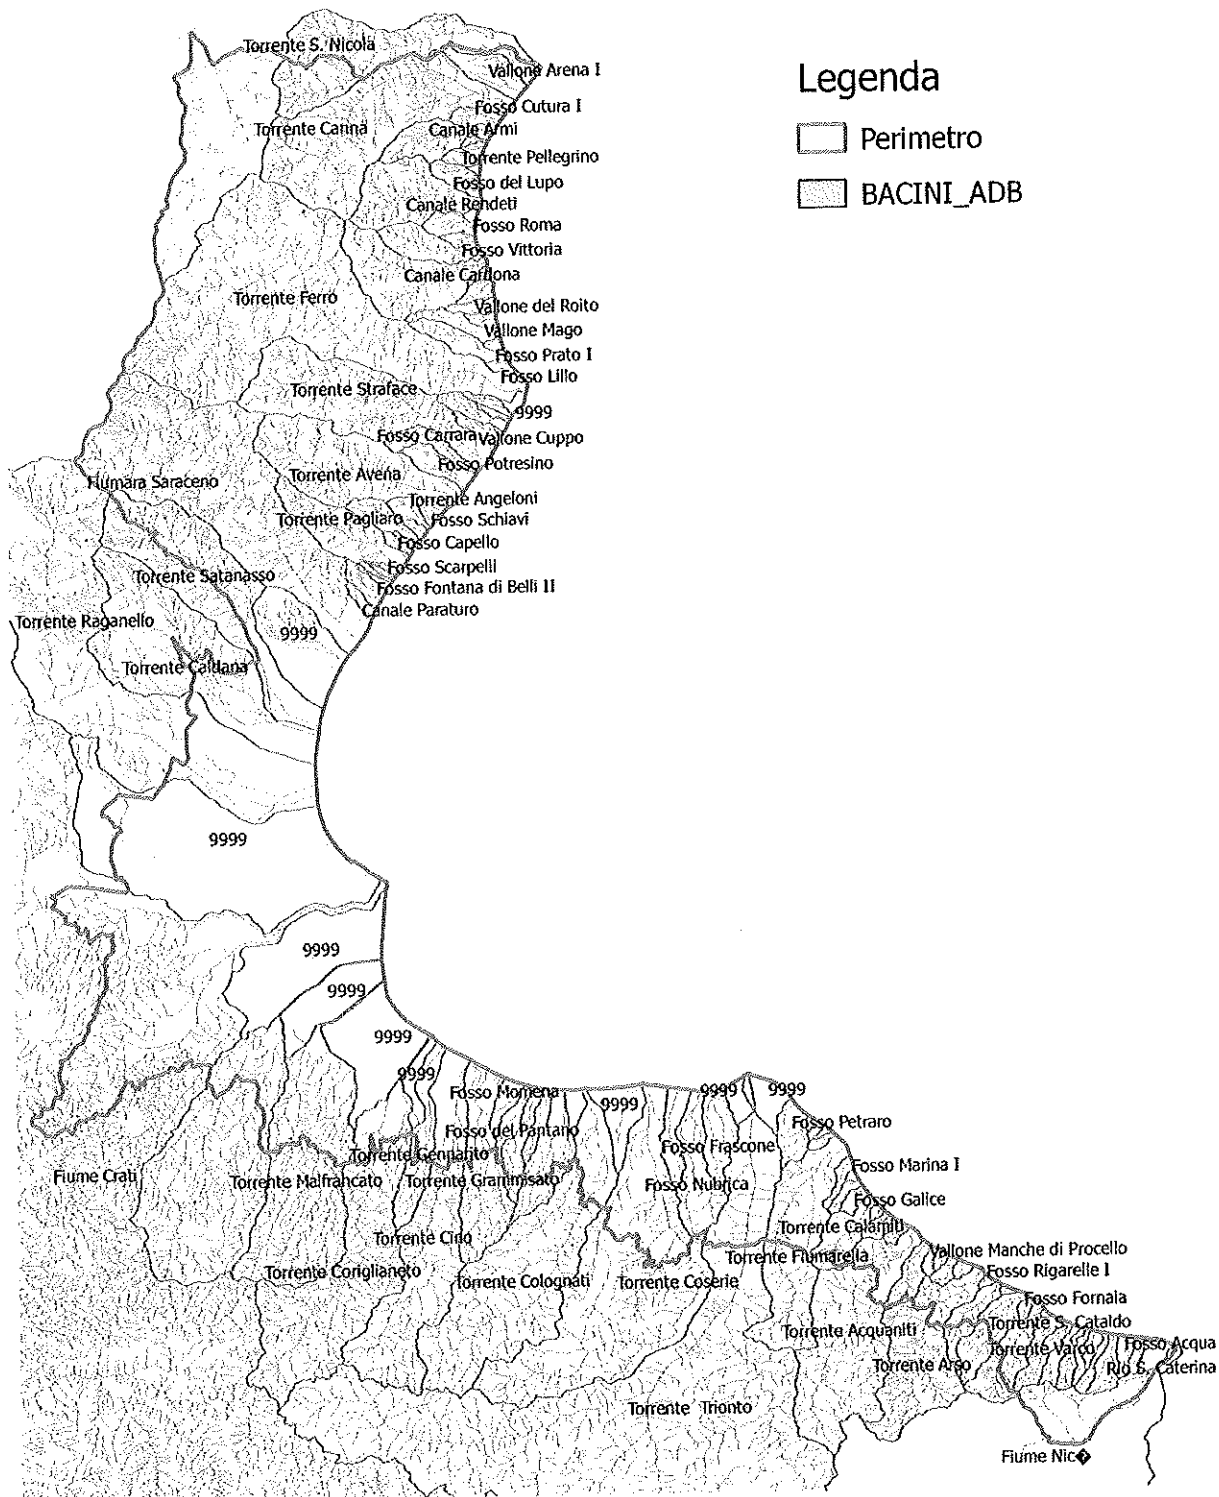 Torrente S. Nicola
Legenda
Perimetro
BACINI_ADB
Vallone Arena I
Fosso Cutura I
Torrente Canna
Canale Armi
Torrente Pellegrino
Fosso del Lupo
Canale Rendeti
Fosso Roma
Fosso Vittoria
Canale Cardona
Torrente Ferro
Vallone del Roito
Vallone Mago
Fosso Prato I
Fosso Lillo
Torrente Straface
9999
Fosso Carrara
Vallone Cuppo
Fosso Potresino
Torrente Avena
Fiumara Saraceno
Torrente Angeloni
Torrente Pagliaro
Fosso Schiavi
Fosso Capello
Fosso Scarpelli
Torrente Satanasso
Fosso Fontana di Belli II
Canale Paraturo
Torrente Raganello
9999
Torrente Caldana
9999
9999
9999
9999
9999
Fosso Momena
9999
9999
9999
Fosso Petraro
Fosso del Pantano
Fosso Frascone
Torrente Gennarito
Fosso Marina I
Fiume Crati
Torrente Malfrancato
Torrente Grammisato
Fosso Nubrica
Fosso Galice
Torrente Calamiti
Torrente Cino
Vallone Manche di Procello
Torrente Fiumarella
Fosso Rigarelle I
Torrente Coriglianeto
Torrente Colognati
Torrente Coserie
Fosso Fornaia
Torrente S. Cataldo
Torrente Acquaniti
Fosso Acqua
Torrente Varco
Torrente Arso
Rio S. Caterina
Torrente Trionto
Fiume Nic�